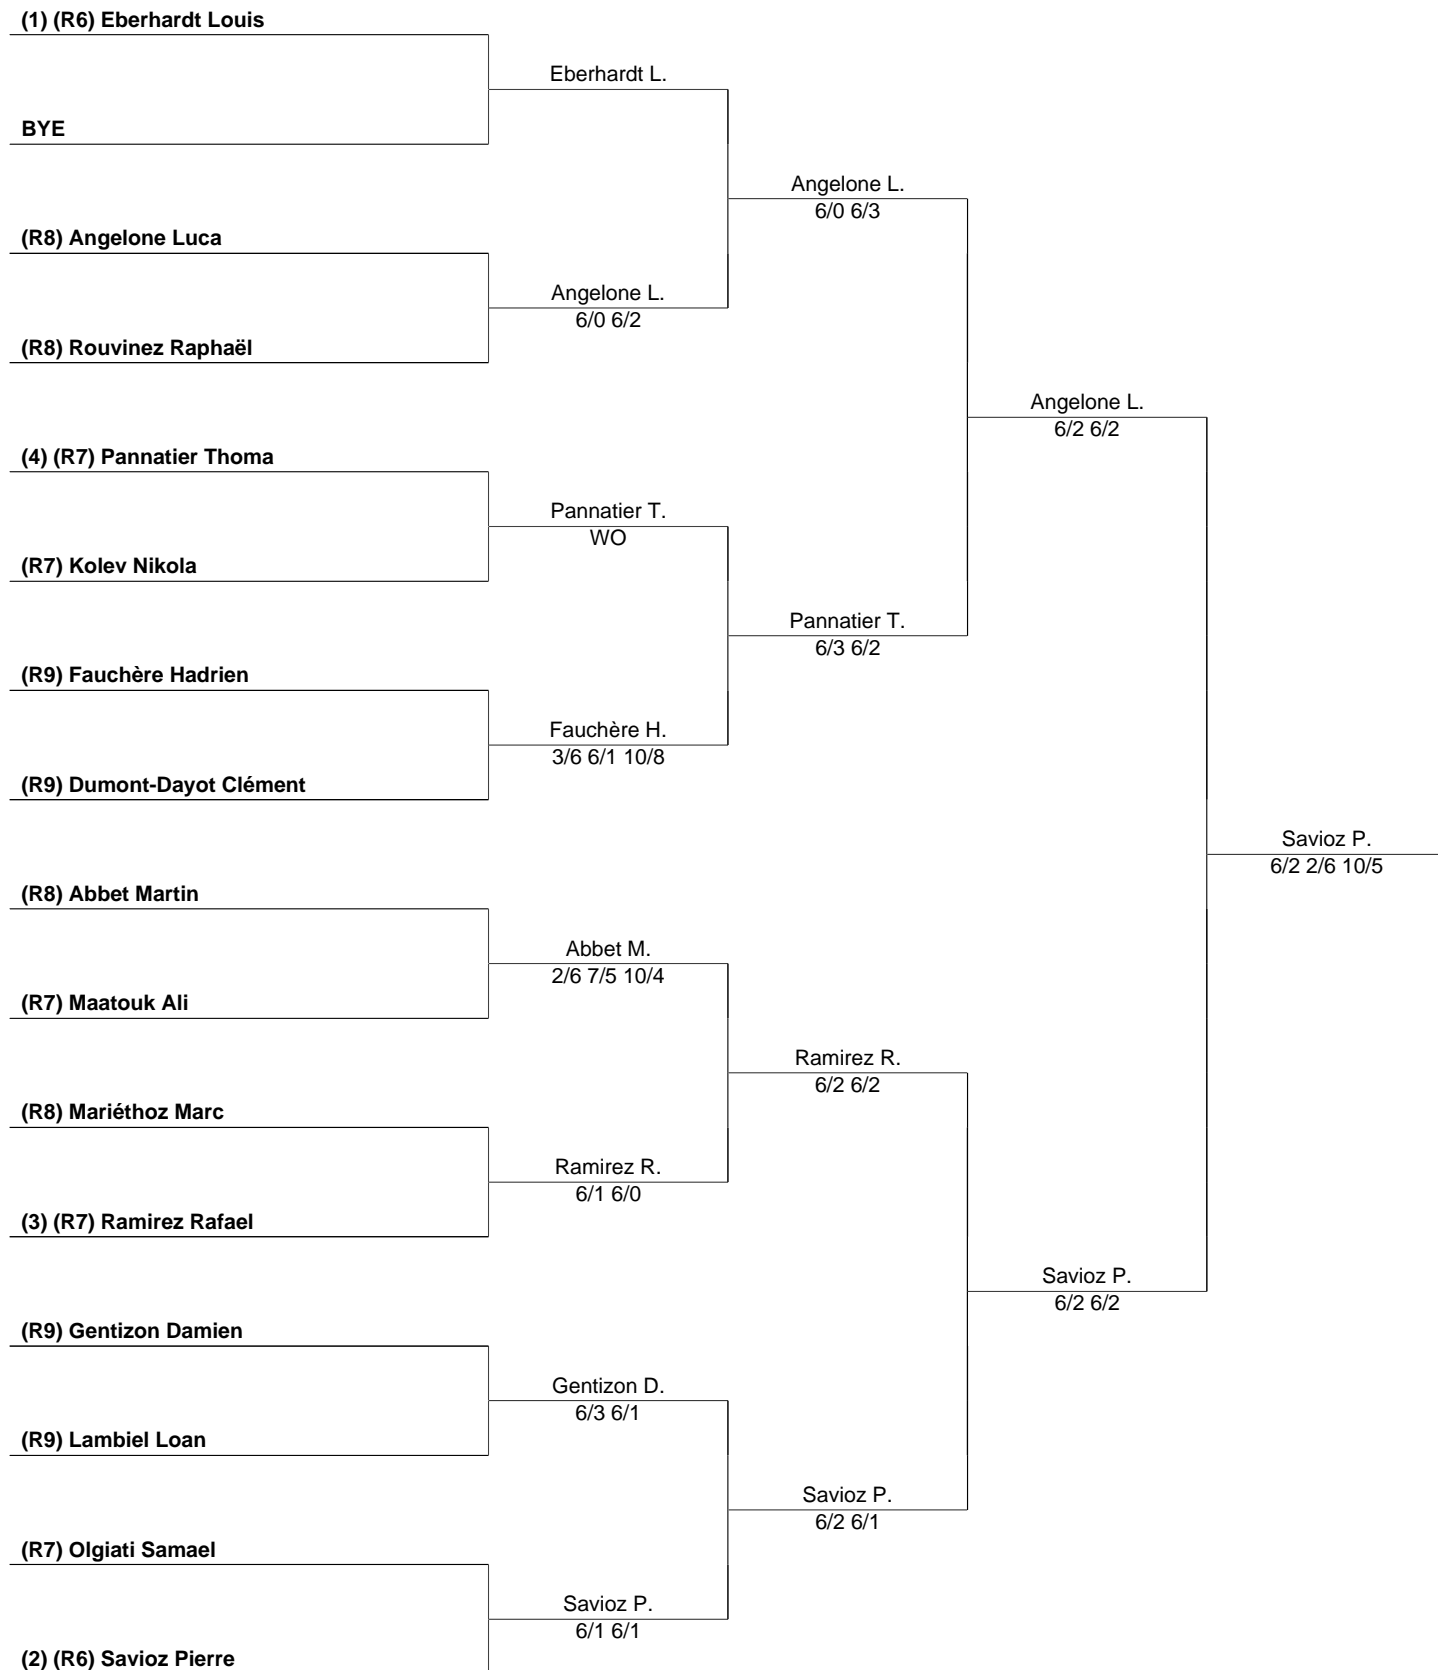 (1) (R6) Eberhardt Louis
Eberhardt L.
BYE
Angelone L.
6/0 6/3
(R8) Angelone Luca
Angelone L.
6/0 6/2
(R8) Rouvinez Raphaël
Angelone L.
6/2 6/2
(4) (R7) Pannatier Thoma
Pannatier T.
WO
(R7) Kolev Nikola
Pannatier T.
6/3 6/2
(R9) Fauchère Hadrien
Fauchère H.
3/6 6/1 10/8
(R9) Dumont-Dayot Clément
Savioz P.
6/2 2/6 10/5
(R8) Abbet Martin
Abbet M.
2/6 7/5 10/4
(R7) Maatouk Ali
Ramirez R.
6/2 6/2
(R8) Mariéthoz Marc
Ramirez R.
6/1 6/0
(3) (R7) Ramirez Rafael
Savioz P.
6/2 6/2
(R9) Gentizon Damien
Gentizon D.
6/3 6/1
(R9) Lambiel Loan
Savioz P.
6/2 6/1
(R7) Olgiati Samael
Savioz P.
6/1 6/1
(2) (R6) Savioz Pierre